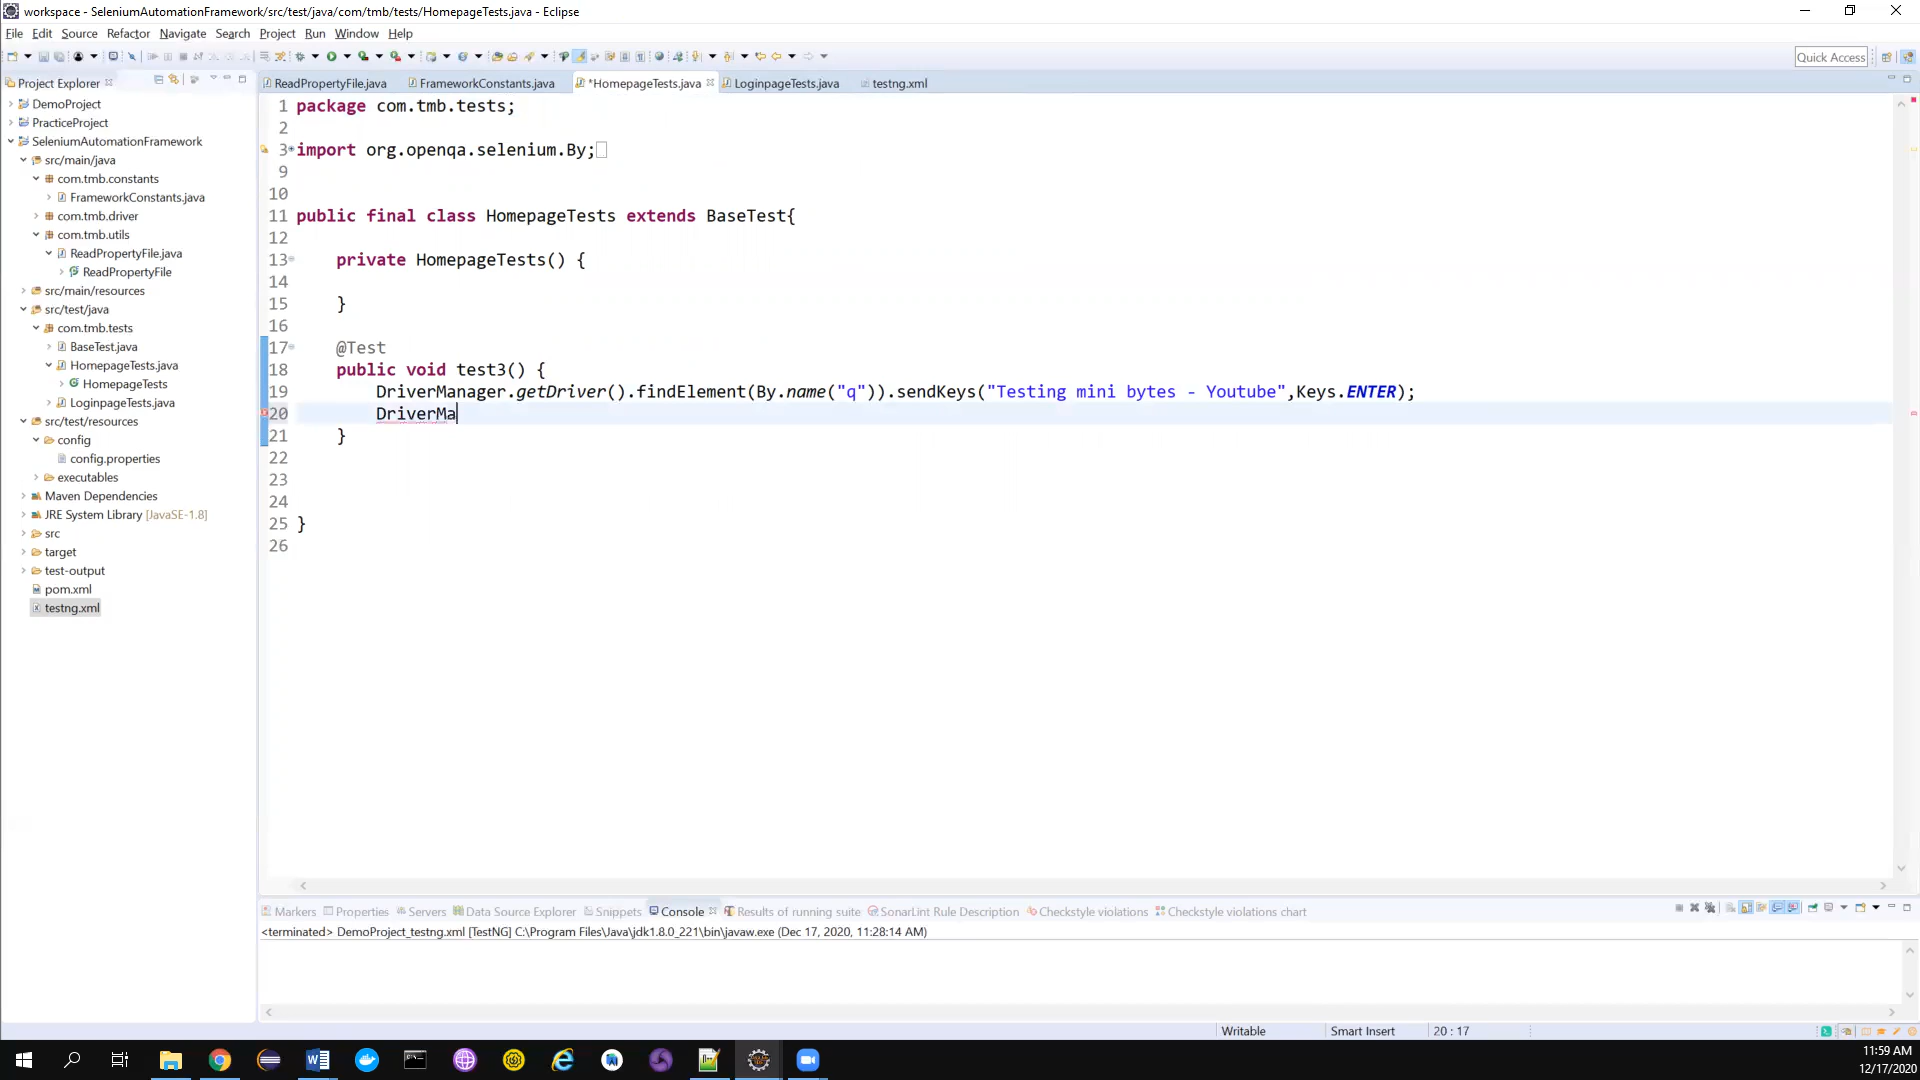 workspace - SeleniumAutomationFramework/src/test/java/com/tmb/tests/HomepageTests.java - Eclipse
File Edit Source Refactor Navigate Search Project Run Window Help
Quick Access
Project Explorer
DemoProject
PracticeProject
SeleniumAutomationFramework
src/main/java
com.tmb.constants
FrameworkConstants.java
com.tmb.driver
com.tmb.utils
ReadPropertyFile.java
ReadPropertyFile
src/main/resources
src/test/java
com.tmb.tests
BaseTest.java
HomepageTests.java
HomepageTests
LoginpageTests.java
src/test/resources
config
config.properties
executables
Maven Dependencies
JRE System Library [JavaSE-1.8]
src
target
test-output
pom.xml
testng.xml
ReadPropertyFile.java FrameworkConstants.java *HomepageTests.java LoginpageTests.java testng.xml
1 package com.tmb.tests;
2
3 import org.openqa.selenium.By;
9
10
11 public final class HomepageTests extends BaseTest{
12
13 private HomepageTests() {
14
15 }
16
17 @Test
18 public void test3() {
19 DriverManager.getDriver().findElement(By.name("q")).sendKeys("Testing mini bytes - Youtube",Keys.ENTER);
20 DriverMa
21 }
22
23
24
25 }
26
Markers Properties Servers Data Source Explorer Snippets Console Results of running suite SonarLint Rule Description Checkstyle violations Checkstyle violations chart
<terminated> DemoProject_testng.xml [TestNG] C:\Program Files\Java\jdk1.8.0_221\bin\javaw.exe (Dec 17, 2020, 11:28:14 AM)
Writable Smart Insert 20 : 17
11:59 AM
12/17/2020